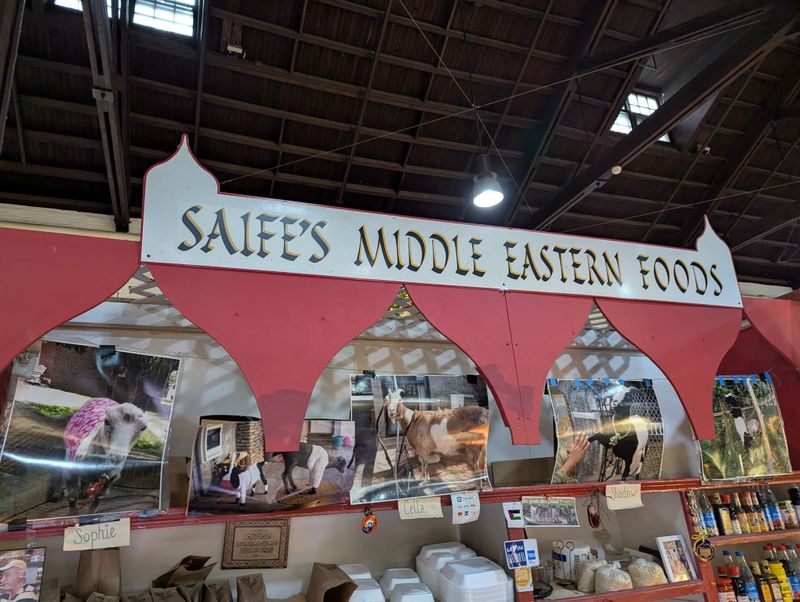 SAIFE'S MIDDLE EASTERN FOODS
Sophie
Cella
Shadow